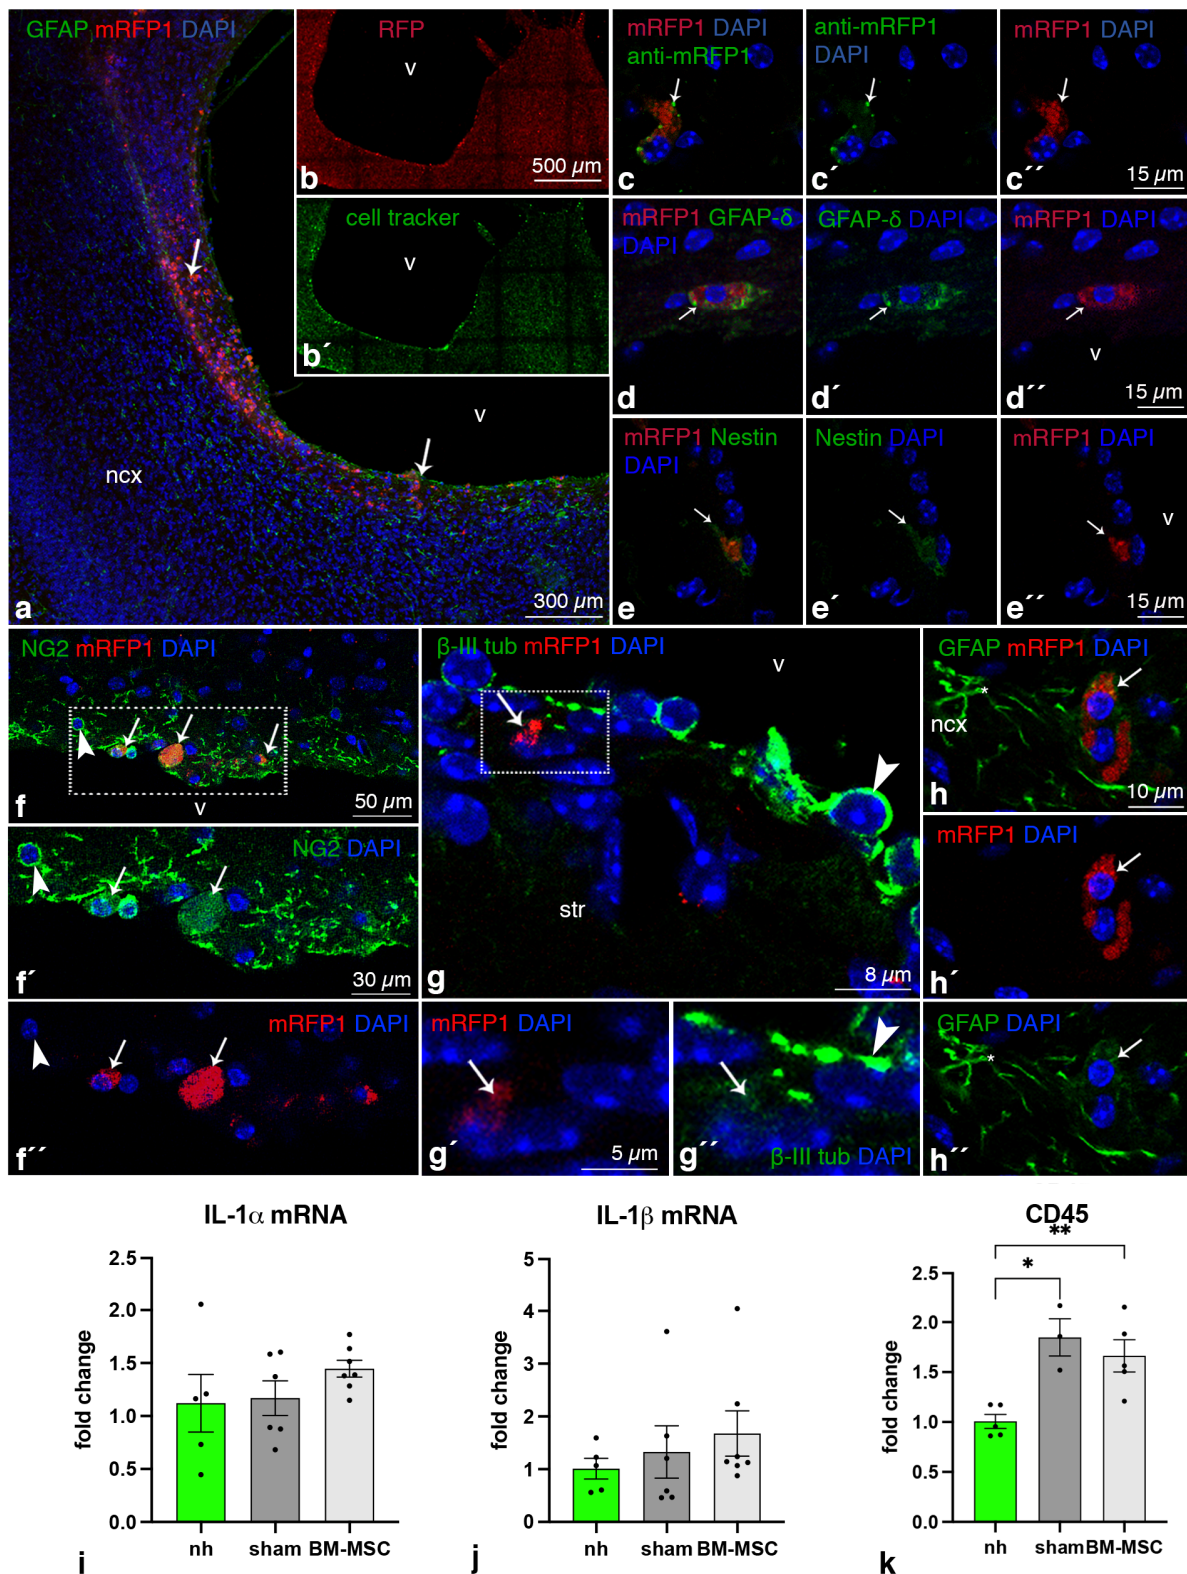 GFAP mRFP1 DAPI
v
ncx
a
300 µm
RFP
v
b
500 µm
cell tracker
v
b´
mRFP1 DAPI
anti-mRFP1
c
anti-mRFP1
DAPI
c´
mRFP1 DAPI
c´´
15 µm
mRFP1 GFAP-δ
DAPI
d
GFAP-δ DAPI
d´
mRFP1 DAPI
v
d´´
15 µm
mRFP1 Nestin
DAPI
e
Nestin DAPI
e´
mRFP1 DAPI
v
e´´
15 µm
NG2 mRFP1 DAPI
f
v
50 µm
NG2 DAPI
f´
30 µm
mRFP1 DAPI
f´´
β-III tub mRFP1 DAPI
v
str
g
8 µm
mRFP1 DAPI
g´
5 µm
g´´
β-III tub DAPI
GFAP mRFP1 DAPI
*
ncx
h
10 µm
mRFP1 DAPI
h´
GFAP DAPI
*
h´´
IL-1α mRNA
fold change
2.5
2.0
1.5
1.0
0.5
0.0
nh sham BM-MSC
i
IL-1β mRNA
fold change
5
4
3
2
1
0
nh sham BM-MSC
j
CD45
**
*
fold change
2.5
2.0
1.5
1.0
0.5
0.0
nh sham BM-MSC
k